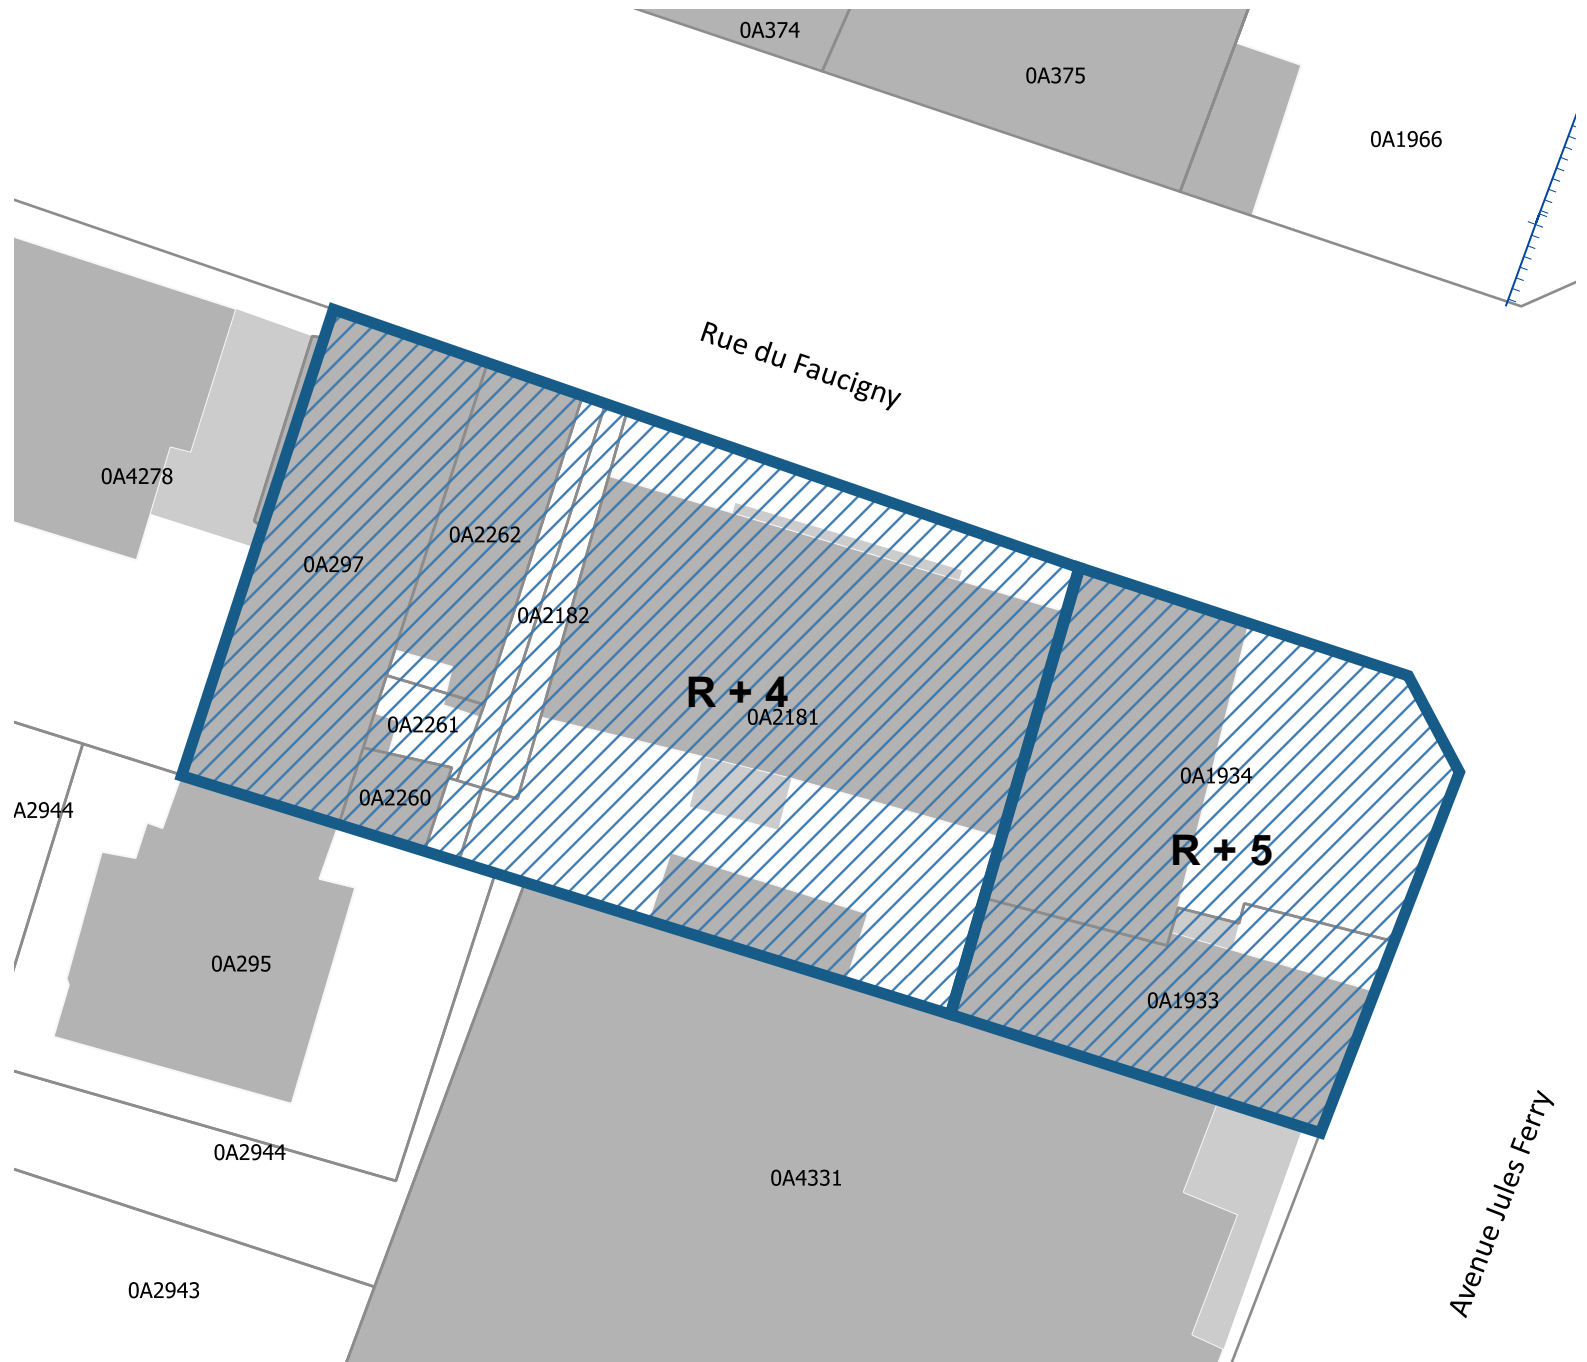 0A374
0A375
0A1966
Rue du Faucigny
0A4278
0A2262
0A297
0A2182
R + 4
0A2181
0A2261
0A1934
0A2260
A2944
R + 5
0A295
0A1933
0A2944
0A4331
Avenue Jules Ferry
0A2943